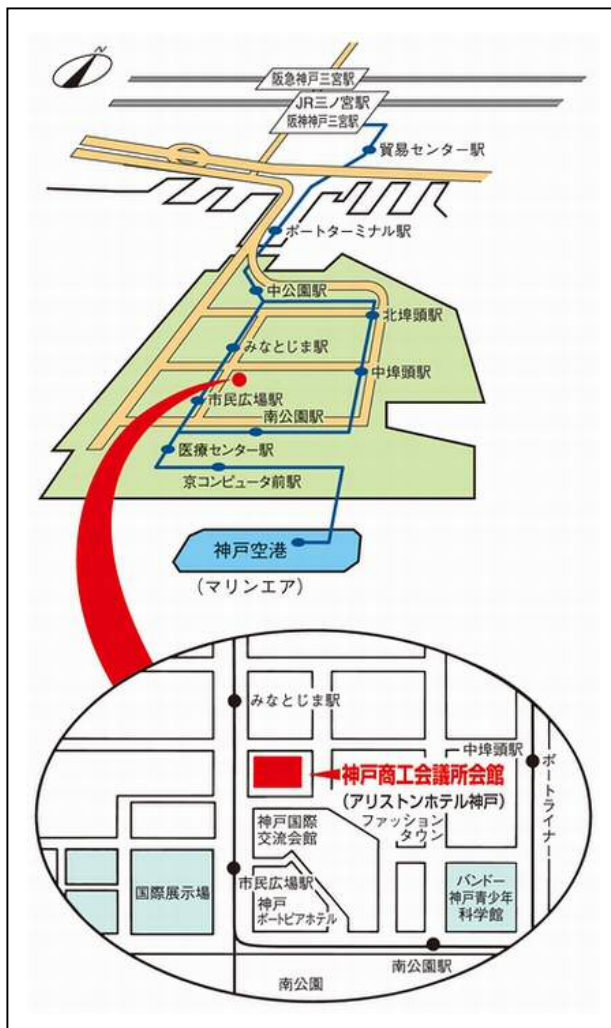 N
阪急神戸三宮駅
JR三ノ宮駅
阪神神戸三宮駅
貿易センター駅
ポートターミナル駅
中公園駅
北埠頭駅
みなとじま駅
中埠頭駅
市民広場駅
南公園駅
医療センター駅
京コンピュータ前駅
神戸空港
(マリンエア)
みなとじま駅
中埠頭駅
ポートライナー
神戸商工会議所会館
(アリストンホテル神戸)
神戸国際
交流会館
ファッション
タウン
市民広場駅
国際展示場
神戸
ポートピアホテル
バンドー
神戸青少年
科学館
南公園駅
南公園